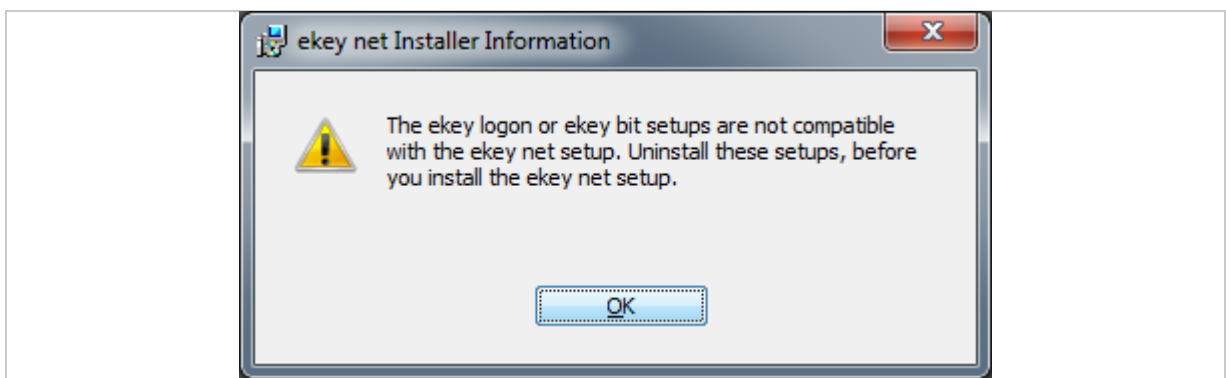 ekey net Installer Information
The ekey logon or ekey bit setups are not compatible
with the ekey net setup. Uninstall these setups, before
you install the ekey net setup.
OK